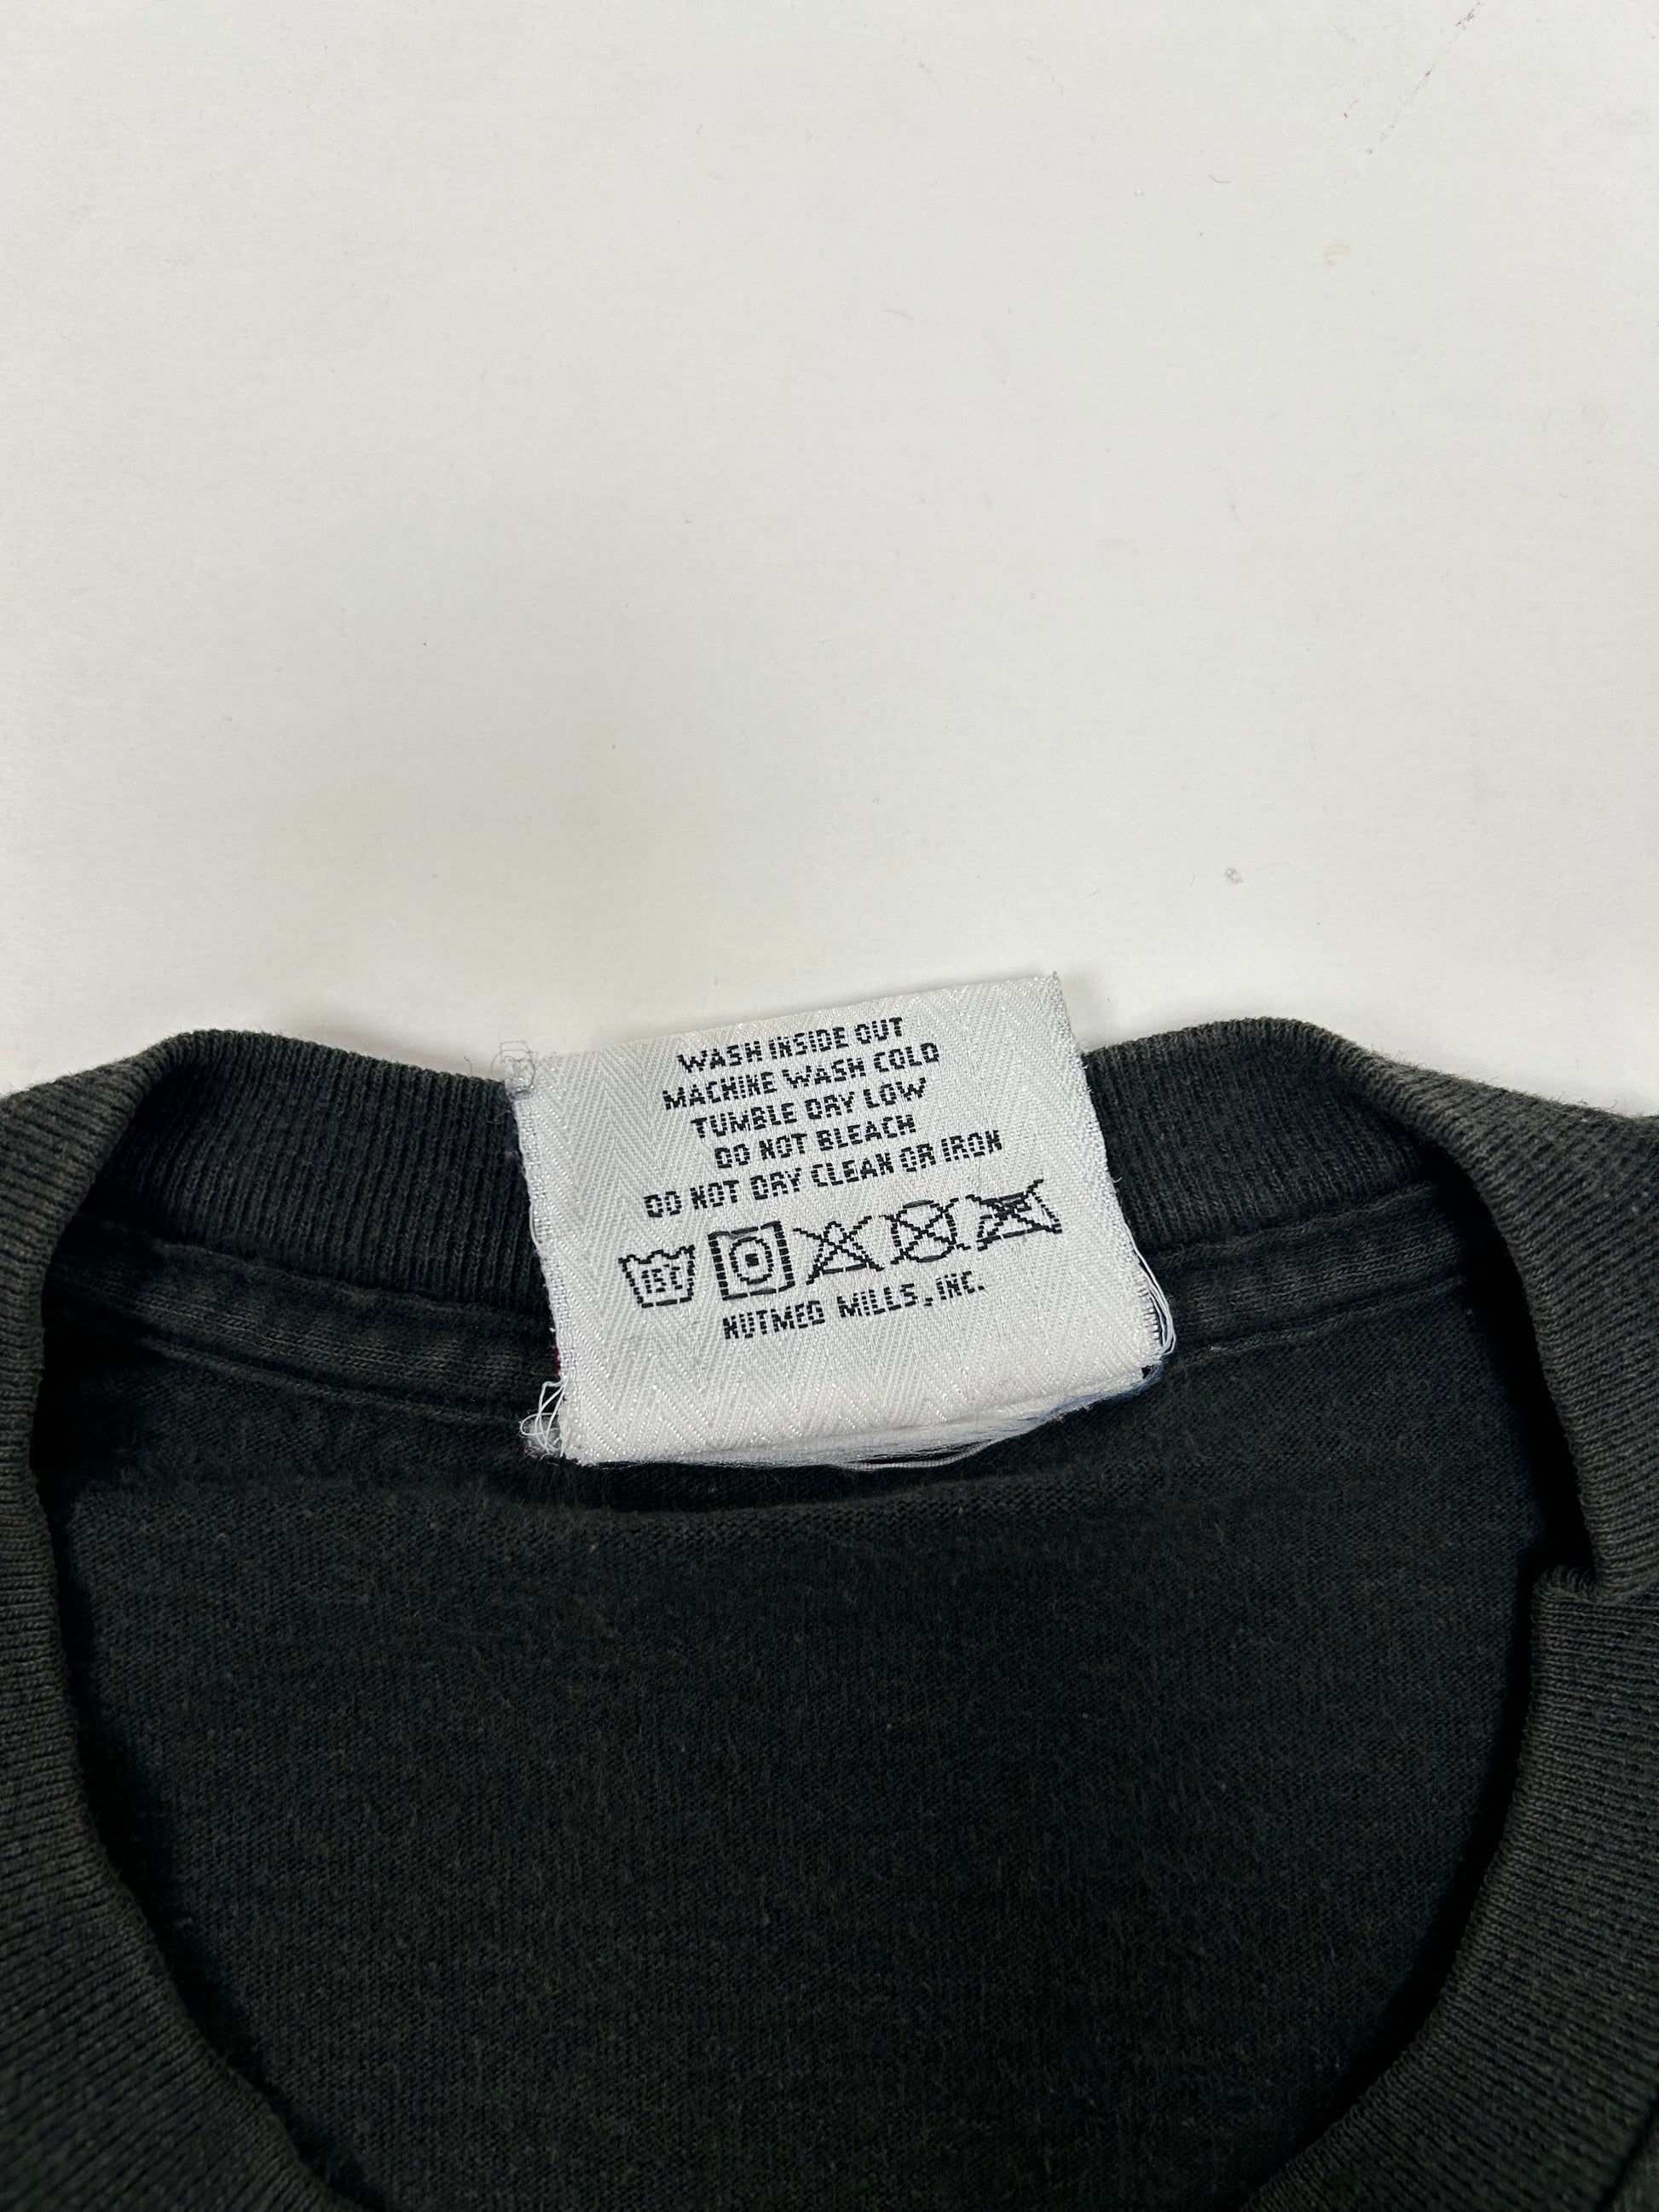 WASH INSIDE OUT
MACHINE WASH COLD
TUMBLE DRY LOW
DO NOT BLEACH
DO NOT DRY CLEAN OR IRON
15C
NUTMEG MILLS, INC.